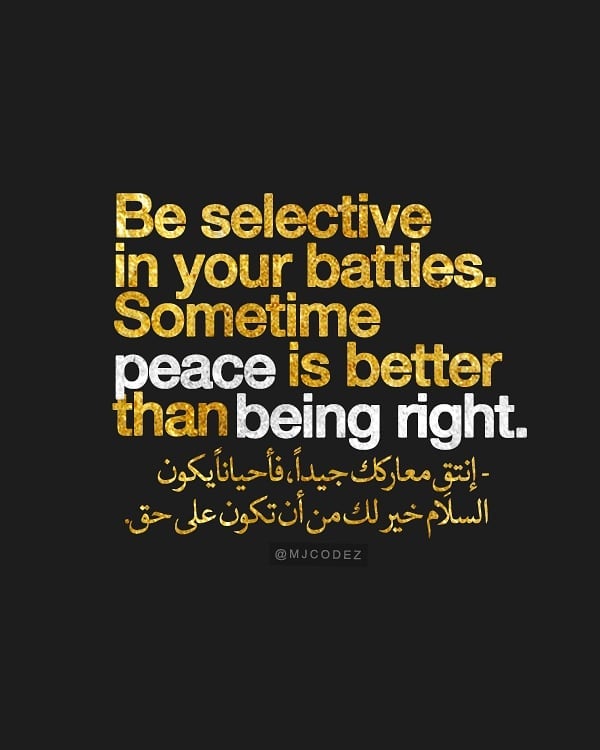 Be selective
in your battles.
Sometime
peace is better
than being right.
- إنتقِ معاركك جيداً، فأحياناً يكون
السلام خير لك من أن تكون على حق.
@MJCODEZ